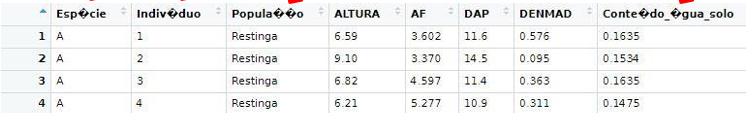 Esp�cie Indiv�duo Popula��o ALTURA AF DAP DENMAD Conte�do_�gua_solo
1 A 1 Restinga 6.59 3.602 11.6 0.576 0.1635
2 A 2 Restinga 9.10 3.370 14.5 0.095 0.1534
3 A 3 Restinga 6.82 4.597 11.4 0.363 0.1635
4 A 4 Restinga 6.21 5.277 10.9 0.311 0.1475